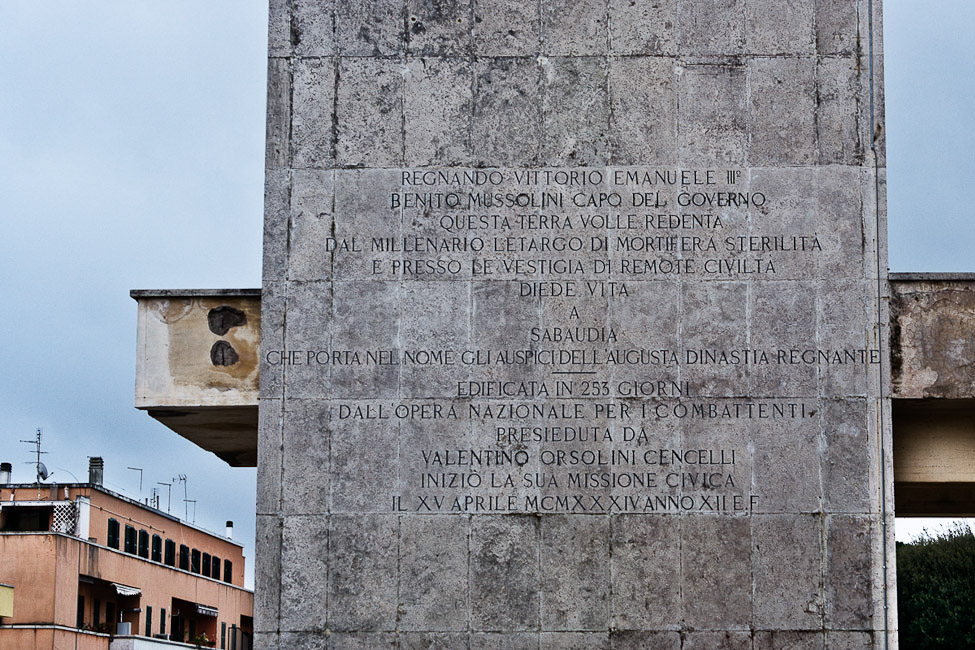 REGNANDO VITTORIO EMANUELE IIIº
BENITO MUSSOLINI CAPO DEL GOVERNO
QUESTA TERRA VOLLE REDENTA
DAL MILLENARIO LETARGO DI MORTIFERA STERILITÀ
E PRESSO LE VESTIGIA DI REMOTE CIVILTÀ
DIEDE VITA
A
SABAUDIA
CHE PORTA NEL NOME GLI AUSPICI DELL'AUGUSTA DINASTIA REGNANTE
EDIFICATA IN 253 GIORNI
DALL'OPERA NAZIONALE PER I COMBATTENTI
PRESIEDUTA DA
VALENTINO ORSOLINI CENCELLI
INIZIÒ LA SUA MISSIONE CIVICA
IL XV APRILE MCMXXXIV ANNO XII E.F.